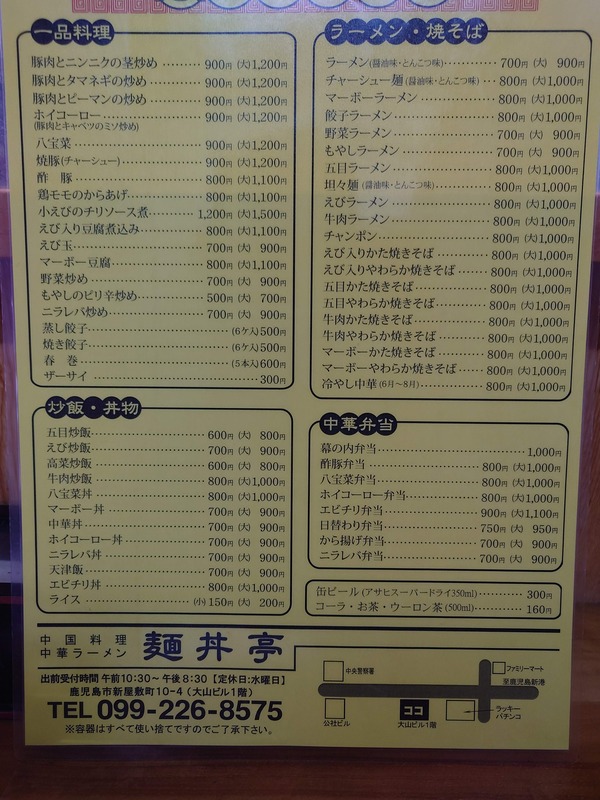 一品料理
豚肉とニンニクの茎炒め ……… 900円 (大)1,200円
豚肉とタマネギの炒め ………… 900円 (大)1,200円
豚肉とピーマンの炒め ………… 900円 (大)1,200円
ホイコーロー ………… 900円 (大)1,200円
(豚肉とキャベツのミソ炒め)
八宝菜 ………… 900円 (大)1,200円
焼豚(チャーシュー) ………… 900円 (大)1,200円
酢 豚 ………… 800円 (大)1,100円
鶏モモのからあげ ………… 800円 (大)1,100円
小えびのチリソース煮 ……… 1,200円 (大)1,500円
えび入り豆腐煮込み ………… 800円 (大)1,100円
えび玉 ………… 700円 (大) 900円
マーボー豆腐 ………… 800円 (大)1,100円
野菜炒め ………… 700円 (大) 900円
もやしのピリ辛炒め ………… 500円 (大) 700円
ニラレバ炒め ………… 700円 (大) 900円
蒸し餃子 ………… (6ケ入)500円
焼き餃子 ………… (6ケ入)500円
春 巻 ………… (5本入)600円
ザーサイ ………… 300円
炒飯・丼物
五目炒飯 ………… 600円 (大) 800円
えび炒飯 ………… 700円 (大) 900円
高菜炒飯 ………… 600円 (大) 800円
牛肉炒飯 ………… 800円 (大)1,000円
八宝菜丼 ………… 800円 (大)1,000円
マーボー丼 ………… 700円 (大) 900円
中華丼 ………… 700円 (大) 900円
ホイコーロー丼 ………… 700円 (大) 900円
ニラレバ丼 ………… 700円 (大) 900円
天津飯 ………… 700円 (大) 900円
エビチリ丼 ………… 800円 (大)1,000円
ライス ………… (小)150円 (大) 200円
ラーメン・焼そば
ラーメン(醤油味・とんこつ味) ………… 700円 (大) 900円
チャーシュー麺(醤油味・とんこつ味) … 800円 (大)1,000円
マーボーラーメン ………… 800円 (大)1,000円
餃子ラーメン ………… 800円 (大)1,000円
野菜ラーメン ………… 700円 (大) 900円
もやしラーメン ………… 700円 (大) 900円
五目ラーメン ………… 800円 (大)1,000円
坦々麺(醤油味・とんこつ味) ………… 800円 (大)1,000円
えびラーメン ………… 800円 (大)1,000円
牛肉ラーメン ………… 800円 (大)1,000円
チャンポン ………… 800円 (大)1,000円
えび入りかた焼きそば ………… 800円 (大)1,000円
えび入りやわらか焼きそば ……… 800円 (大)1,000円
五目かた焼きそば ………… 800円 (大)1,000円
五目やわらか焼きそば ………… 800円 (大)1,000円
牛肉かた焼きそば ………… 800円 (大)1,000円
牛肉やわらか焼きそば ………… 800円 (大)1,000円
マーボーかた焼きそば ………… 800円 (大)1,000円
マーボーやわらか焼きそば ……… 800円 (大)1,000円
冷やし中華(6月〜8月) ………… 800円 (大)1,000円
中華弁当
幕の内弁当 ………… 1,000円
酢豚弁当 ………… 800円 (大)1,000円
八宝菜弁当 ………… 800円 (大)1,000円
ホイコーロー弁当 ………… 800円 (大)1,000円
エビチリ弁当 ………… 900円 (大)1,100円
日替わり弁当 ………… 750円 (大) 950円
から揚げ弁当 ………… 700円 (大) 900円
ニラレバ弁当 ………… 700円 (大) 900円
缶ビール(アサヒスーパードライ350ml) ………… 300円
コーラ・お茶・ウーロン茶(500ml) ………… 160円
中国料理
中華ラーメン
麺丼亭
出前受付時間 午前10:30〜午後8:30【定休日:水曜日】
鹿児島市新屋敷町10-4(大山ビル1階)
TEL 099-226-8575
※容器はすべて使い捨てですのでご了承下さい。
中央警察署
ファミリーマート
至鹿児島新港
公社ビル
ココ
大山ビル1階
ラッキー
パチンコ